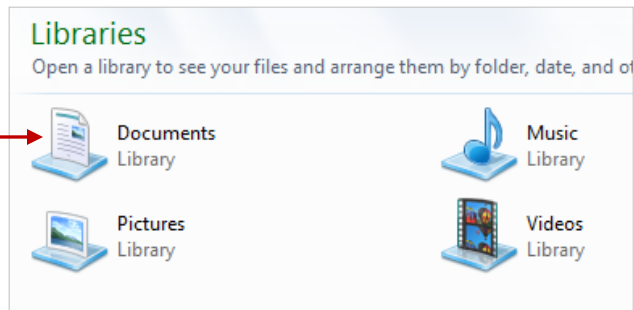 Libraries
Open a library to see your files and arrange them by folder, date, and
Documents
Library
Music
Library
Pictures
Library
Videos
Library